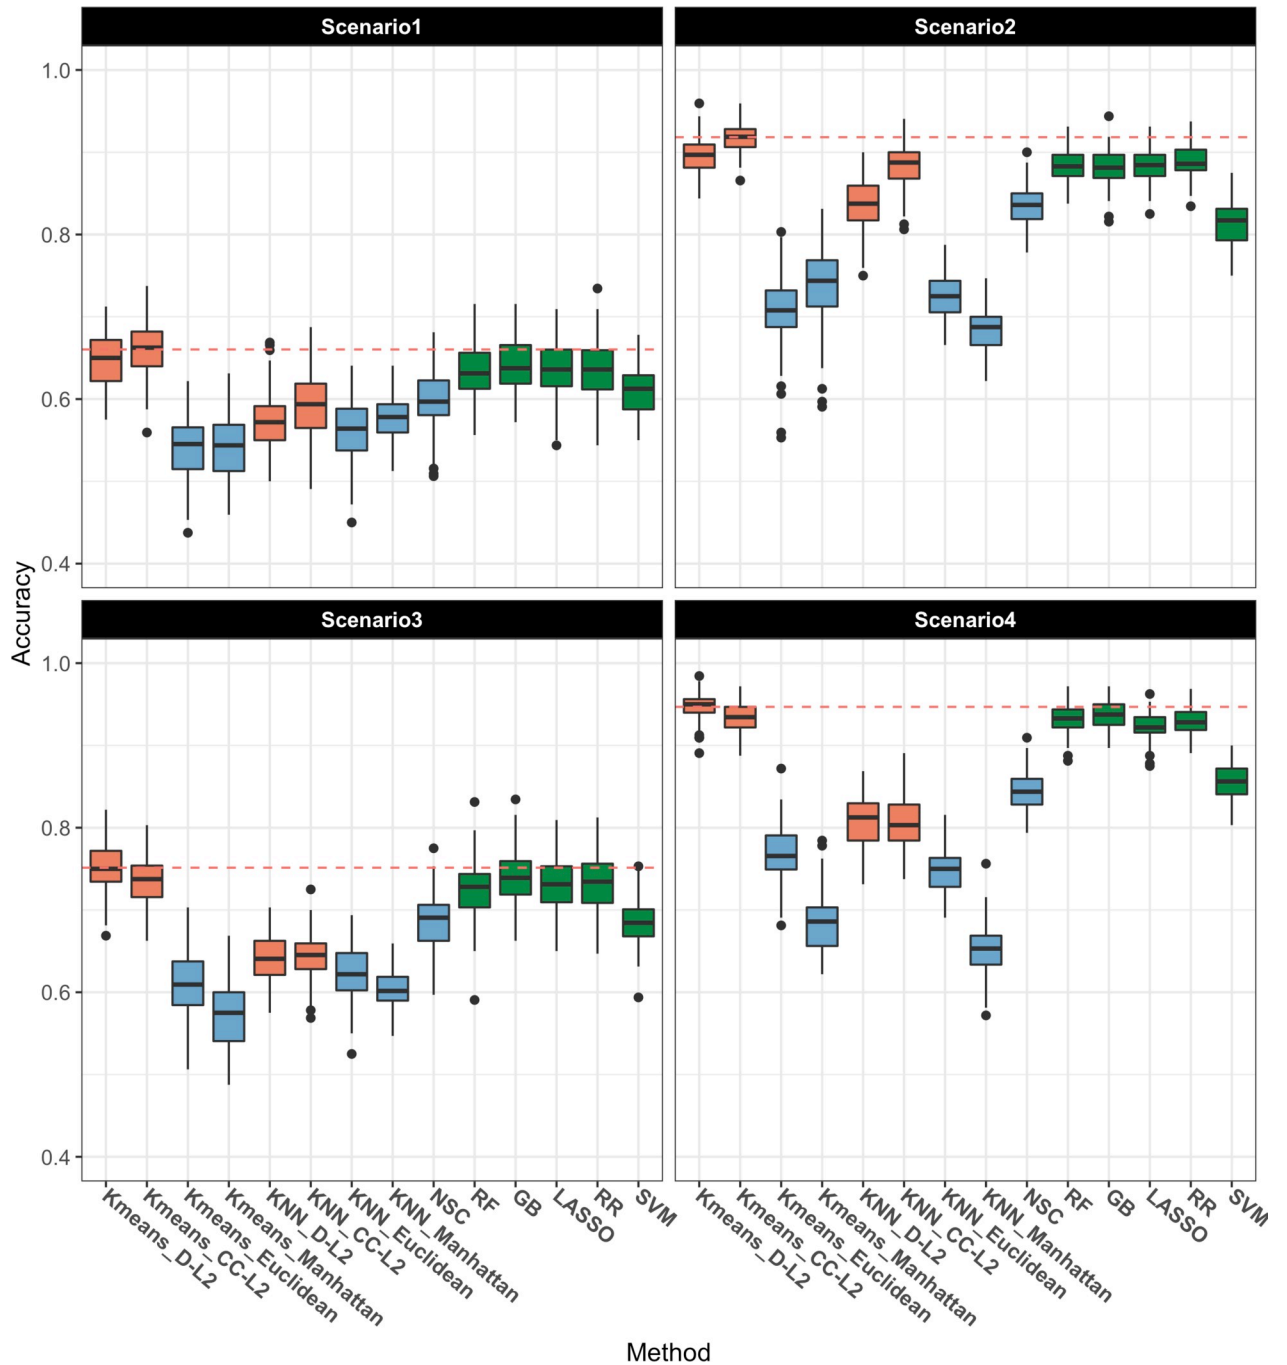 Scenario1
Scenario2
1.0
0.8
0.6
0.4
Accuracy
Scenario3
Scenario4
1.0
0.8
0.6
0.4
Kmeans_D-L2
Kmeans_CC-L2
Kmeans_Euclidean
Kmeans_Manhattan
KNN_D-L2
KNN_CC-L2
KNN_Euclidean
KNN_Manhattan
NSC
RF
GB
LASSO
RR
SVM
Kmeans_D-L2
Kmeans_CC-L2
Kmeans_Euclidean
Kmeans_Manhattan
KNN_D-L2
KNN_CC-L2
KNN_Euclidean
KNN_Manhattan
NSC
RF
GB
LASSO
RR
SVM
Method